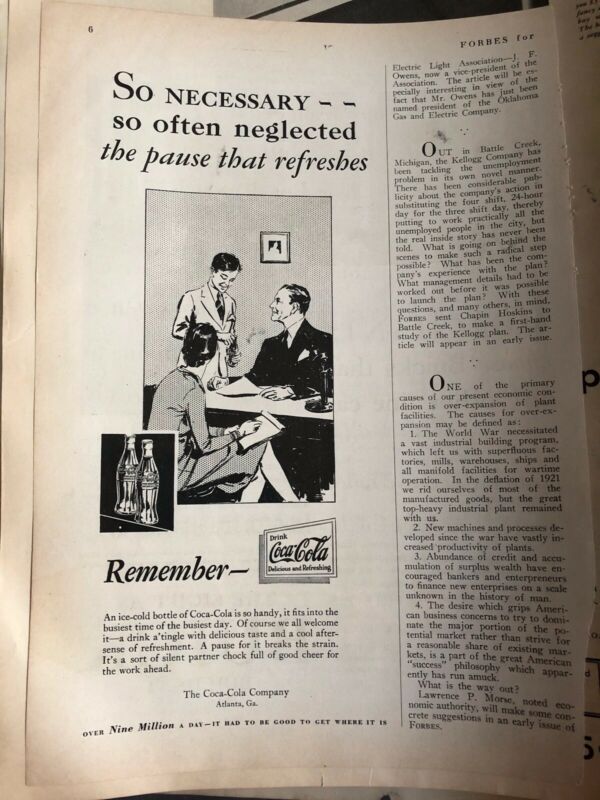 6
FORBES for
SO NECESSARY – –
so often neglected
the pause that refreshes
Remember—
Drink
Coca-Cola
Delicious and Refreshing
An ice-cold bottle of Coca-Cola is so handy, it fits into the
busiest time of the busiest day. Of course we all welcome
it—a drink a'tingle with delicious taste and a cool after-
sense of refreshment. A pause for it breaks the strain.
It's a sort of silent partner chock full of good cheer for
the work ahead.
The Coca-Cola Company
Atlanta, Ga.
OVER Nine Million A DAY—IT HAD TO BE GOOD TO GET WHERE IT IS
Electric Light Association—J. F.
Owens, now a vice-president of the
Association. The article will be es-
pecially interesting in view of the
fact that Mr. Owens has just been
named president of the Oklahoma
Gas and Electric Company.
OUT in Battle Creek,
Michigan, the Kellogg Company has
been tackling the unemployment
problem in its own novel manner.
There has been considerable pub-
licity about the company's action in
substituting the four shift, 24-hour
day for the three shift day, thereby
putting to work practically all the
unemployed people in the city, but
the real inside story has never been
told. What is going on behind the
scenes to make such a radical step
possible? What has been the com-
pany's experience with the plan?
What management details had to be
worked out before it was possible
to launch the plan? With these
questions, and many others, in mind,
FORBES sent Chapin Hoskins to
Battle Creek, to make a first-hand
study of the Kellogg plan. The ar-
ticle will appear in an early issue.
ONE of the primary
causes of our present economic con-
dition is over-expansion of plant
facilities. The causes for over-ex-
pansion may be defined as:
1. The World War necessitated
a vast industrial building program,
which left us with superfluous fac-
tories, mills, warehouses, ships and
all manifold facilities for wartime
operation. In the deflation of 1921
we rid ourselves of most of the
manufactured goods, but the great
top-heavy industrial plant remained
with us.
2. New machines and processes de-
veloped since the war have vastly in-
creased productivity of plants.
3. Abundance of credit and accu-
mulation of surplus wealth have en-
couraged bankers and enterpreneurs
to finance new enterprises on a scale
unknown in the history of man.
4. The desire which grips Ameri-
can business concerns to try to domi-
nate the major portion of the po-
tential market rather than strive for
a reasonable share of existing mar-
kets, is a part of the great American
"success" philosophy which appar-
ently has run amuck.
What is the way out?
Lawrence P. Morse, noted eco-
nomic authority, will make some con-
crete suggestions in an early issue of
FORBES.